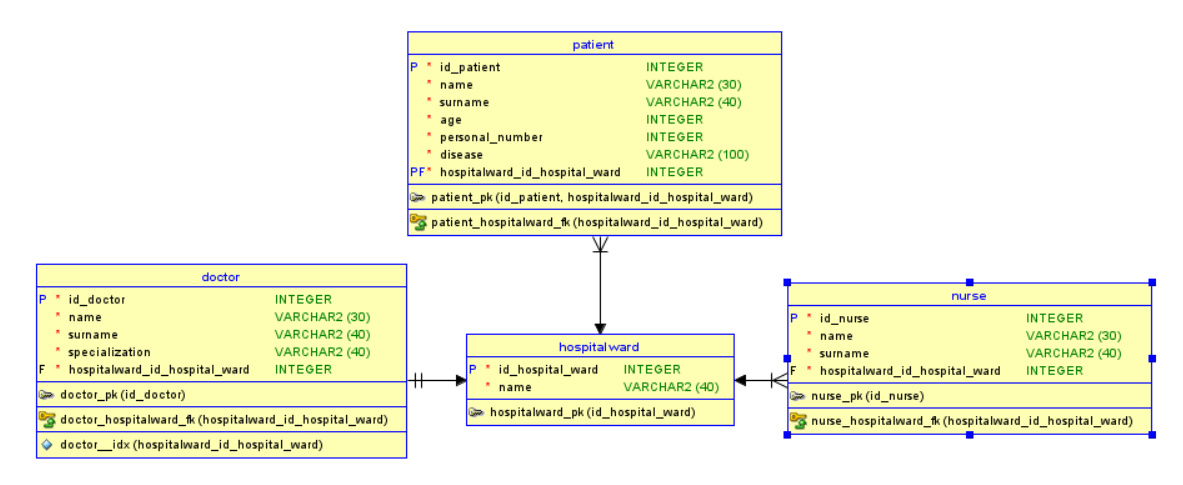 patient
P * id_patient INTEGER
* name VARCHAR2 (30)
* surname VARCHAR2 (40)
* age INTEGER
* personal_number INTEGER
* disease VARCHAR2 (100)
PF* hospitalward_id_hospital_ward INTEGER
patient_pk (id_patient, hospitalward_id_hospital_ward)
patient_hospitalward_fk (hospitalward_id_hospital_ward)
doctor
P * id_doctor INTEGER
* name VARCHAR2 (30)
* surname VARCHAR2 (40)
* specialization VARCHAR2 (40)
F * hospitalward_id_hospital_ward INTEGER
doctor_pk (id_doctor)
doctor_hospitalward_fk (hospitalward_id_hospital_ward)
doctor__idx (hospitalward_id_hospital_ward)
hospitalward
P * id_hospital_ward INTEGER
* name VARCHAR2 (40)
hospitalward_pk (id_hospital_ward)
nurse
P * id_nurse INTEGER
* name VARCHAR2 (30)
* surname VARCHAR2 (40)
F * hospitalward_id_hospital_ward INTEGER
nurse_pk (id_nurse)
nurse_hospitalward_fk (hospitalward_id_hospital_ward)